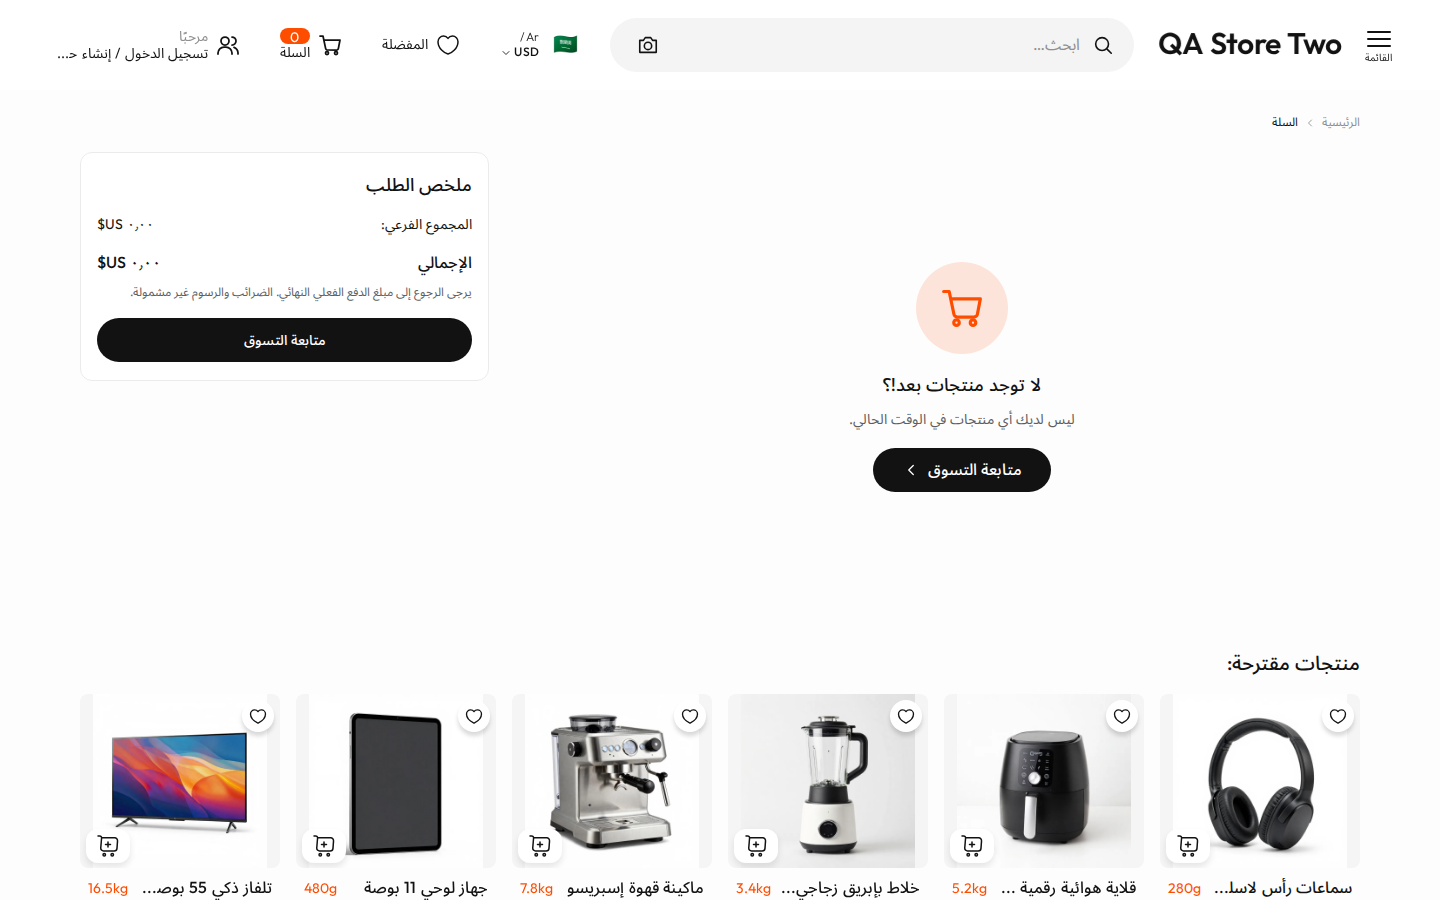 القائمة
QA Store Two
ابحث...
Ar /
USD
المفضلة
0
السلة
مرحبًا
تسجيل الدخول / إنشاء حـ...
الرئيسية
السلة
لا توجد منتجات بعد!؟
ليس لديك أي منتجات في الوقت الحالي.
متابعة التسوق
ملخص الطلب
المجموع الفرعي: ٠٫٠٠ US$
الإجمالي ٠٫٠٠ US$
يرجى الرجوع إلى مبلغ الدفع الفعلي النهائي. الضرائب والرسوم غير مشمولة.
متابعة التسوق
منتجات مقترحة:
سماعات رأس لاسلـ... 280g
قلاية هوائية رقمية ... 5.2kg
خلاط بإبريق زجاجي... 3.4kg
ماكينة قهوة إسبريسو 7.8kg
جهاز لوحي 11 بوصة 480g
تلفاز ذكي 55 بوصـ... 16.5kg